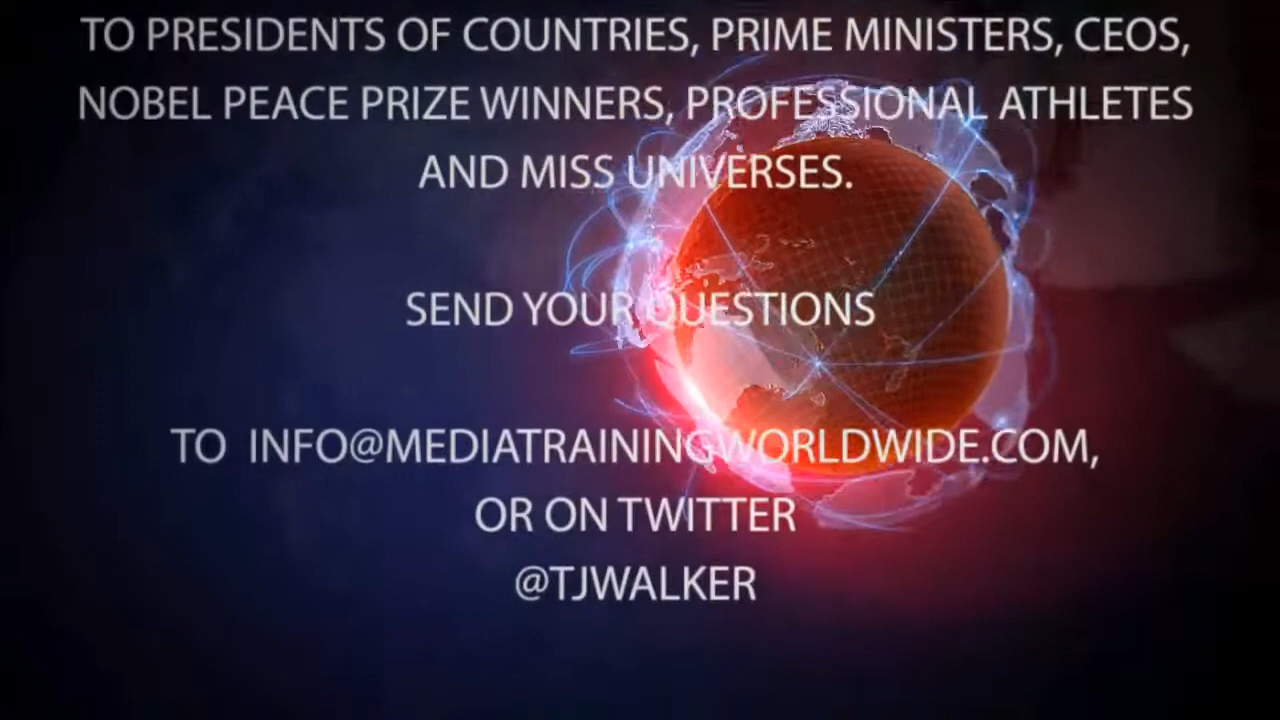 TO PRESIDENTS OF COUNTRIES, PRIME MINISTERS, CEOS,
NOBEL PEACE PRIZE WINNERS, PROFESSIONAL ATHLETES
AND MISS UNIVERSES.
SEND YOUR QUESTIONS
TO INFO@MEDIATRAININGWORLDWIDE.COM,
OR ON TWITTER
@TJWALKER